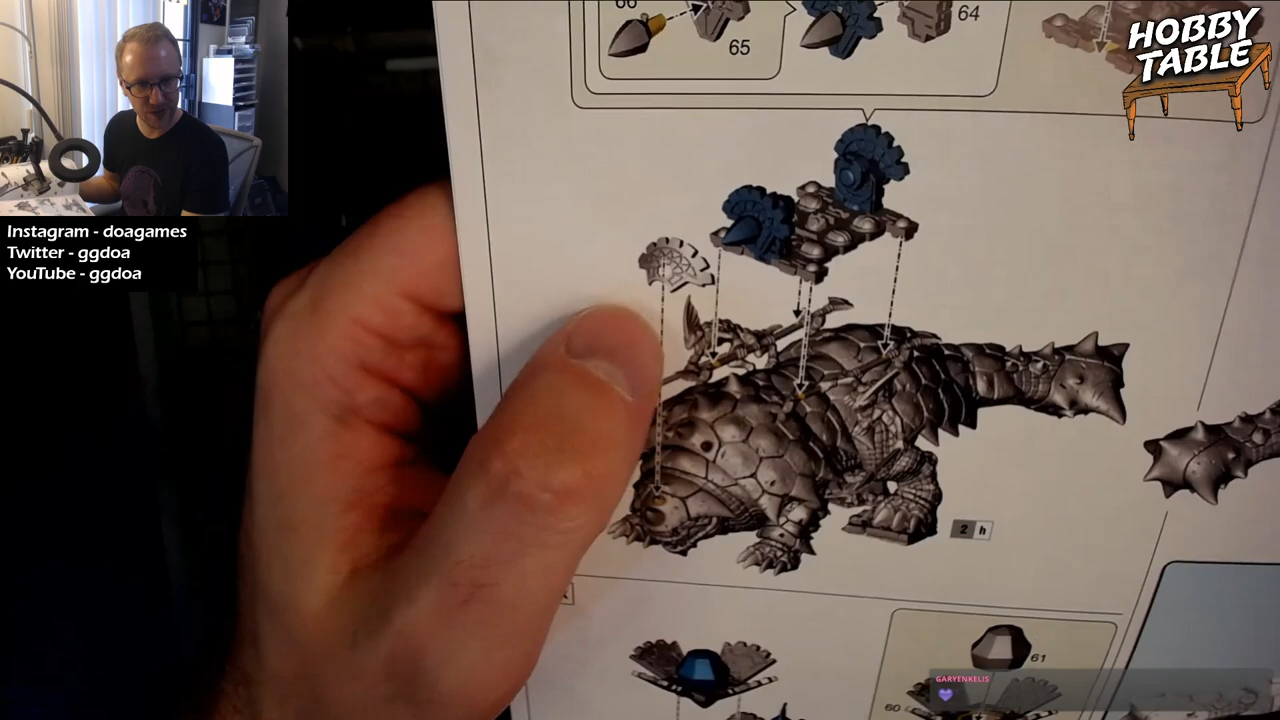 66
65
64
HOBBY
TABLE
Instagram - doagames
Twitter - ggdoa
YouTube - ggdoa
2 h
61
GARYENKELIS
60